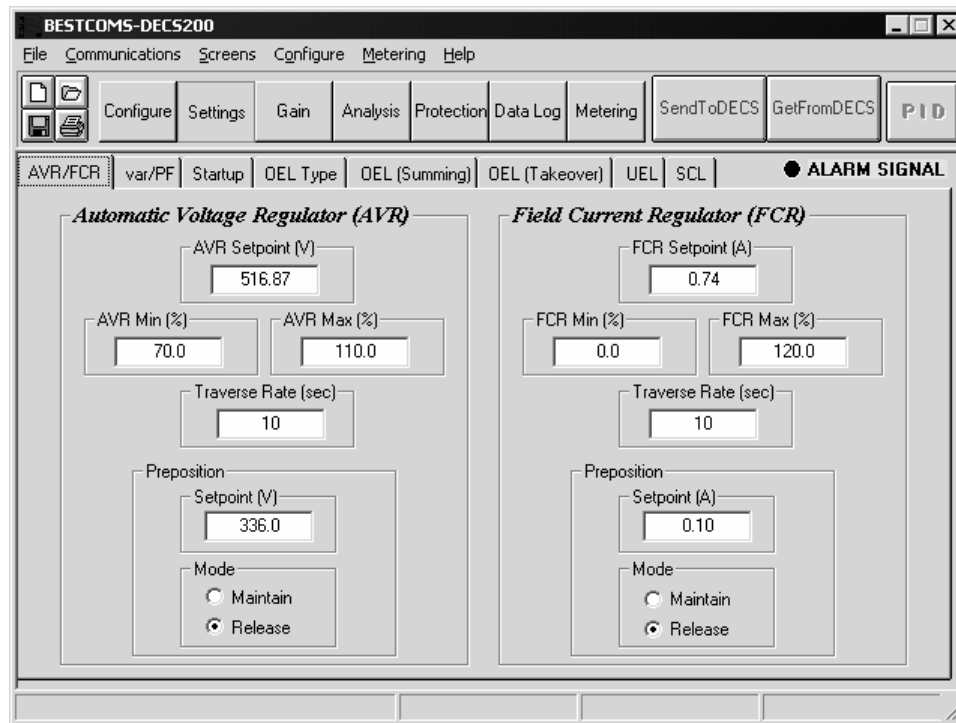 BESTCOMS-DECS200
File Communications Screens Configure Metering Help
Configure Settings Gain Analysis Protection Data Log Metering SendToDECS GetFromDECS PID
AVR/FCR var/PF Startup OEL Type OEL (Summing) OEL (Takeover) UEL SCL ALARM SIGNAL
Automatic Voltage Regulator (AVR)
AVR Setpoint (V)
516.87
AVR Min (%) AVR Max (%)
70.0 110.0
Traverse Rate (sec)
10
Preposition
Setpoint (V)
336.0
Mode
Maintain
Release
Field Current Regulator (FCR)
FCR Setpoint (A)
0.74
FCR Min (%) FCR Max (%)
0.0 120.0
Traverse Rate (sec)
10
Preposition
Setpoint (A)
0.10
Mode
Maintain
Release